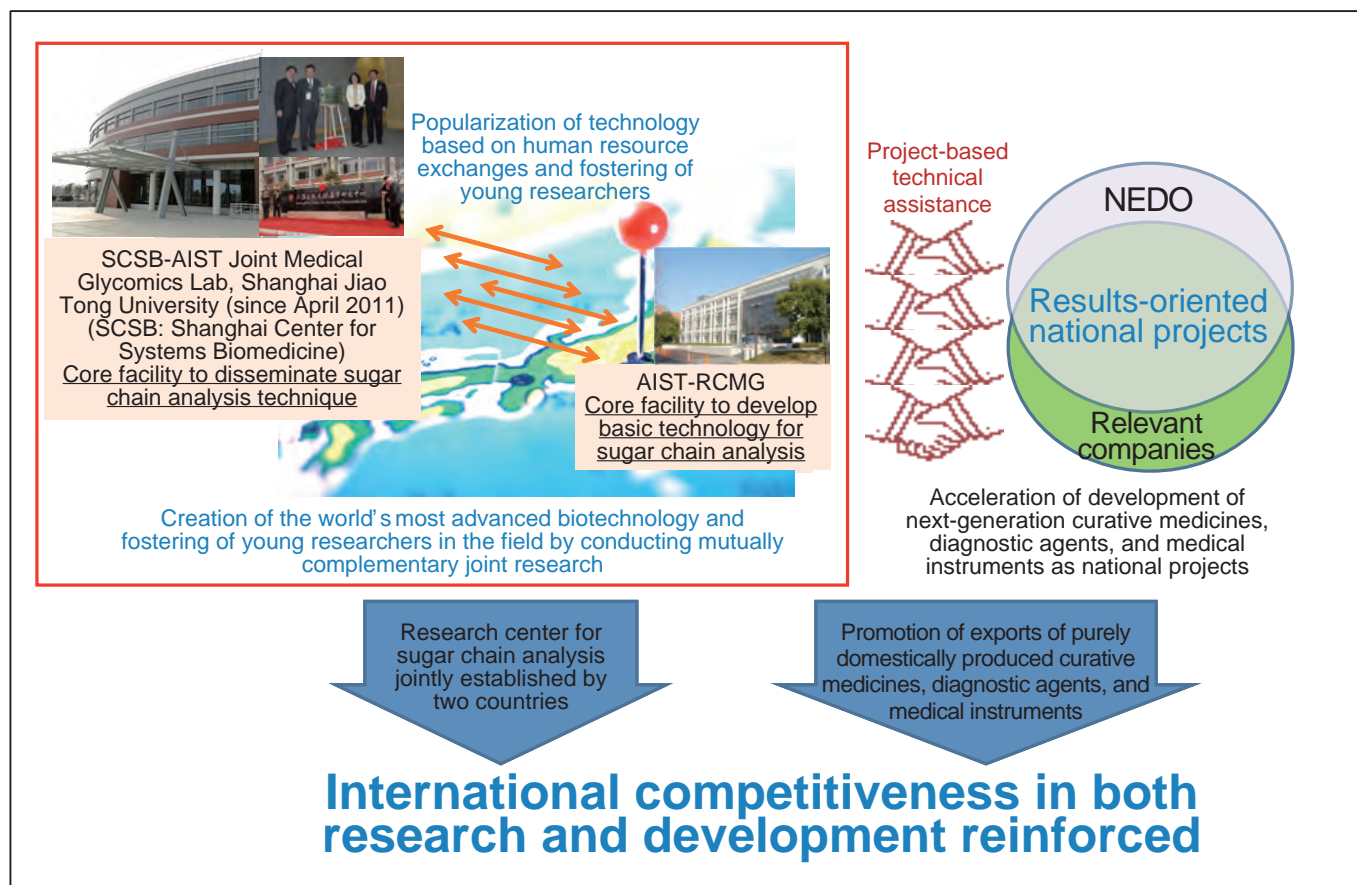 Popularization of technology
based on human resource
exchanges and fostering of
young researchers
SCSB-AIST Joint Medical
Glycomics Lab, Shanghai Jiao
Tong University (since April 2011)
(SCSB: Shanghai Center for
Systems Biomedicine)
Core facility to disseminate sugar
chain analysis technique
AIST-RCMG
Core facility to develop
basic technology for
sugar chain analysis
Creation of the world's most advanced biotechnology and
fostering of young researchers in the field by conducting mutually
complementary joint research
Project-based
technical
assistance
NEDO
Results-oriented
national projects
Relevant
companies
Acceleration of development of
next-generation curative medicines,
diagnostic agents, and medical
instruments as national projects
Research center for
sugar chain analysis
jointly established by
two countries
Promotion of exports of purely
domestically produced curative
medicines, diagnostic agents, and
medical instruments
International competitiveness in both
research and development reinforced